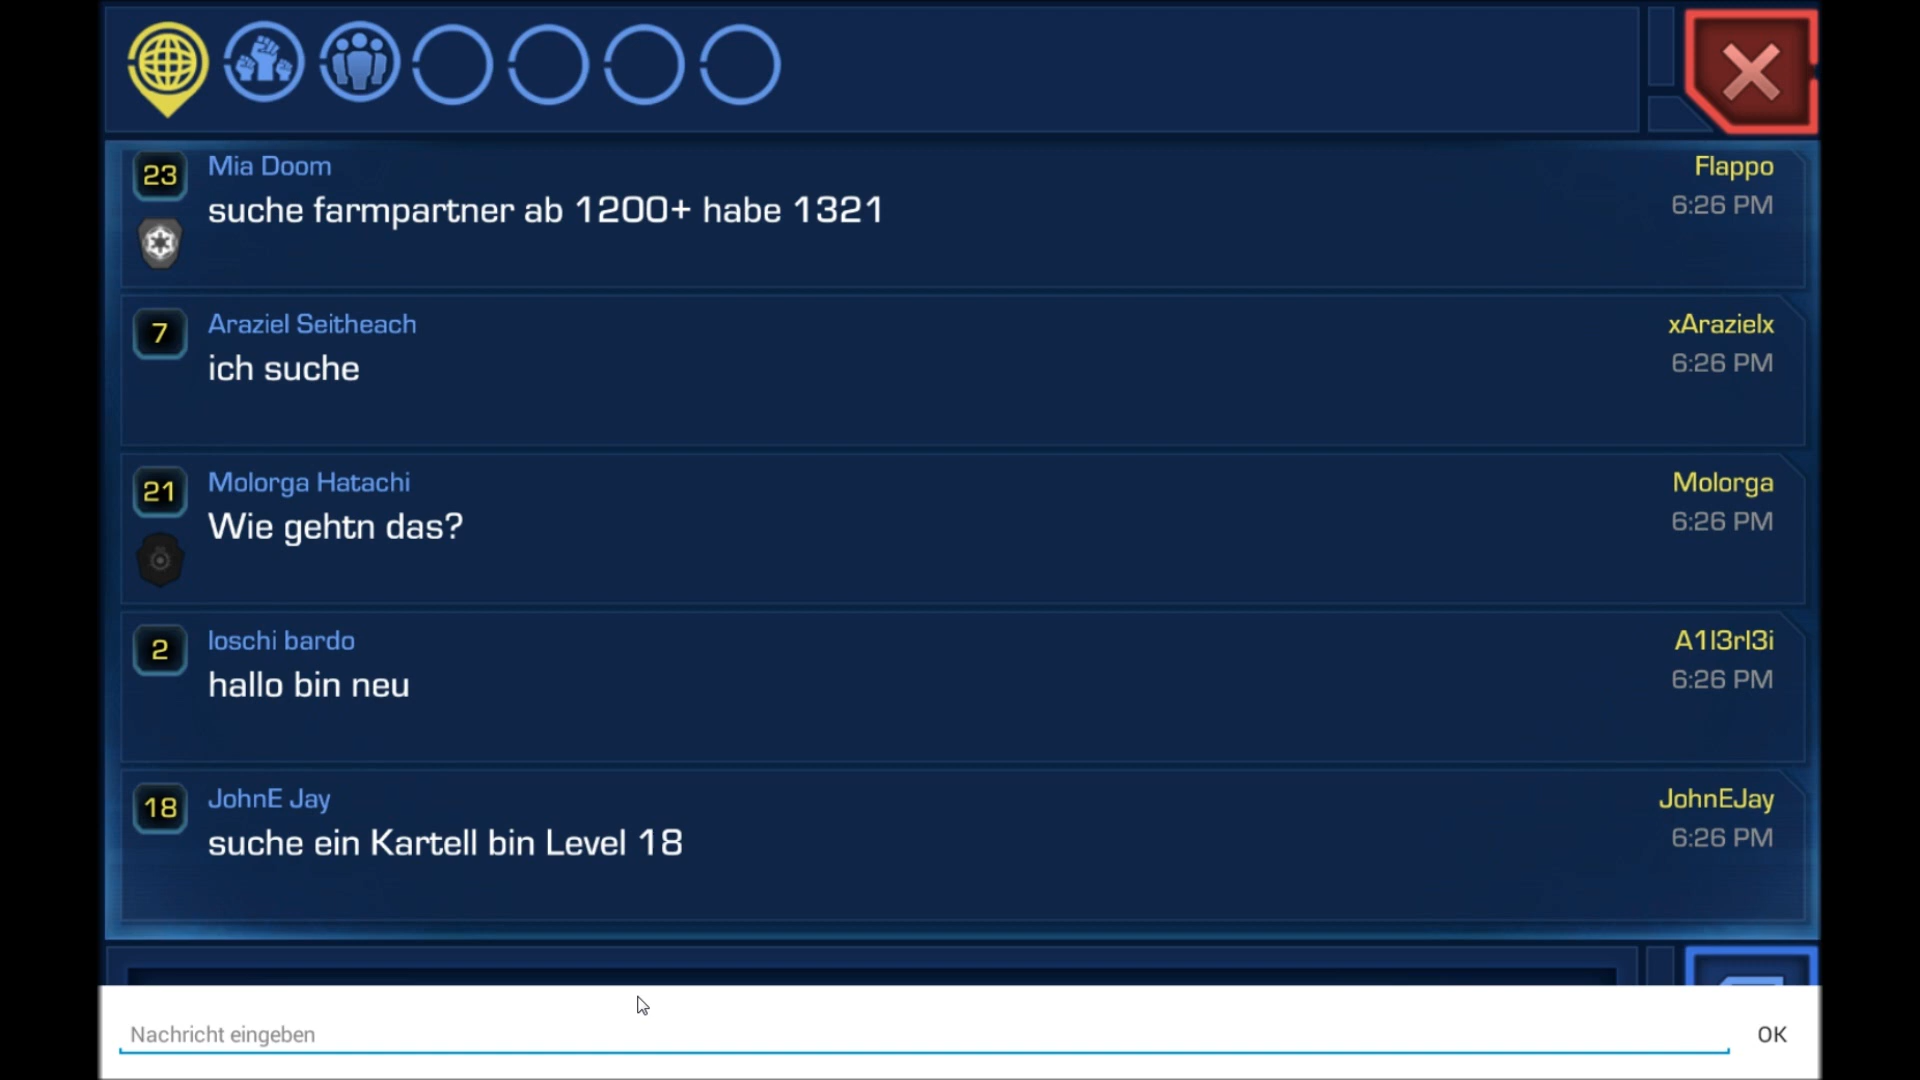 23 Mia Doom Flappo
suche farmpartner ab 1200+ habe 1321 6:26 PM
7 Araziel Seitheach xArazielx
ich suche 6:26 PM
21 Molorga Hatachi Molorga
Wie gehtn das? 6:26 PM
2 loschi bardo A1l3rl3i
hallo bin neu 6:26 PM
18 JohnE Jay JohnEJay
suche ein Kartell bin Level 18 6:26 PM
Nachricht eingeben OK